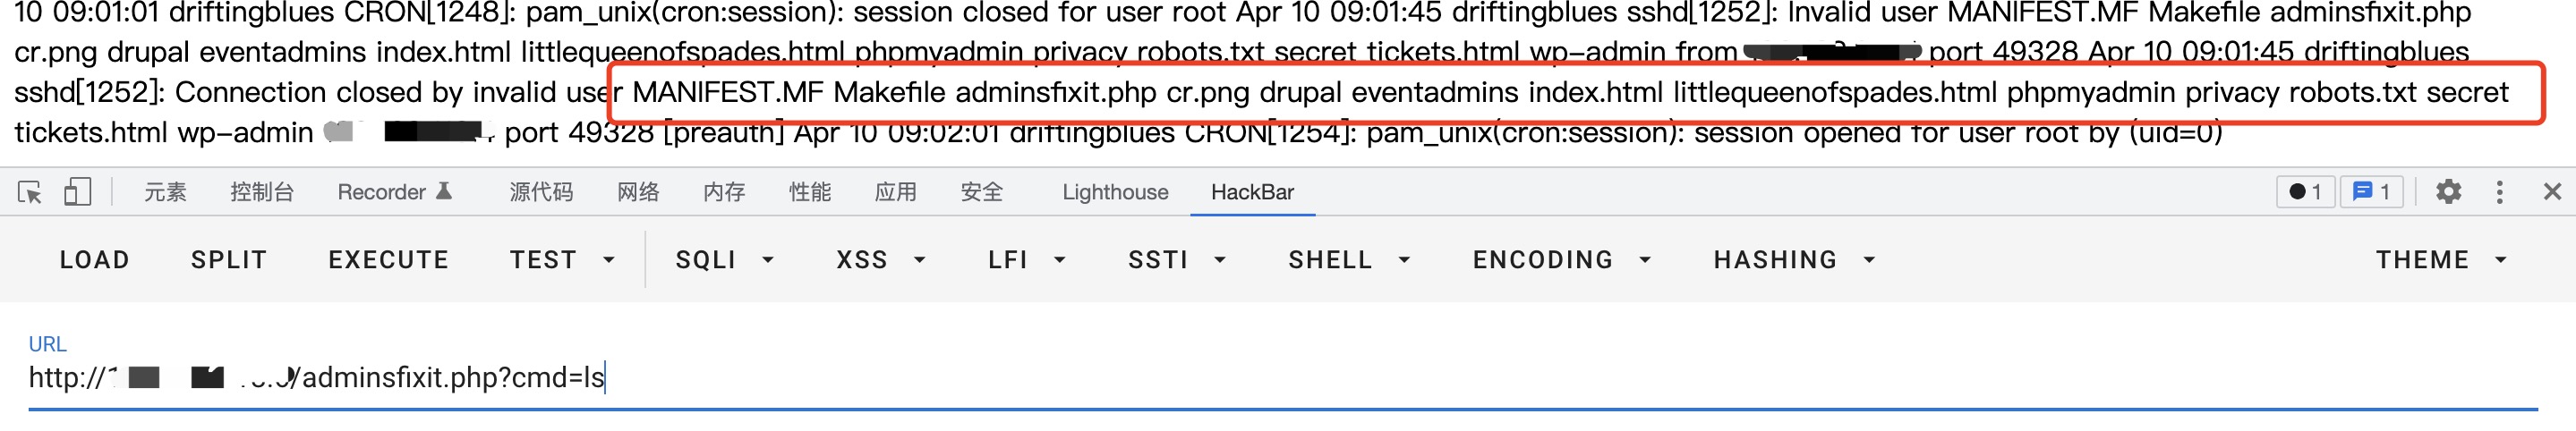 10 09:01:01 driftingblues CRON[1248]: pam_unix(cron:session): session closed for user root Apr 10 09:01:45 driftingblues sshd[1252]: Invalid user MANIFEST.MF Makefile adminsfixit.php
cr.png drupal eventadmins index.html littlequeenofspades.html phpmyadmin privacy robots.txt secret tickets.html wp-admin from port 49328 Apr 10 09:01:45 driftingblues
sshd[1252]: Connection closed by invalid user MANIFEST.MF Makefile adminsfixit.php cr.png drupal eventadmins index.html littlequeenofspades.html phpmyadmin privacy robots.txt secret
tickets.html wp-admin port 49328 [preauth] Apr 10 09:02:01 driftingblues CRON[1254]: pam_unix(cron:session): session opened for user root by (uid=0)
元素 控制台 Recorder 源代码 网络 内存 性能 应用 安全 Lighthouse HackBar 1 1
LOAD SPLIT EXECUTE TEST SQLI XSS LFI SSTI SHELL ENCODING HASHING THEME
URL
http:// /adminsfixit.php?cmd=ls